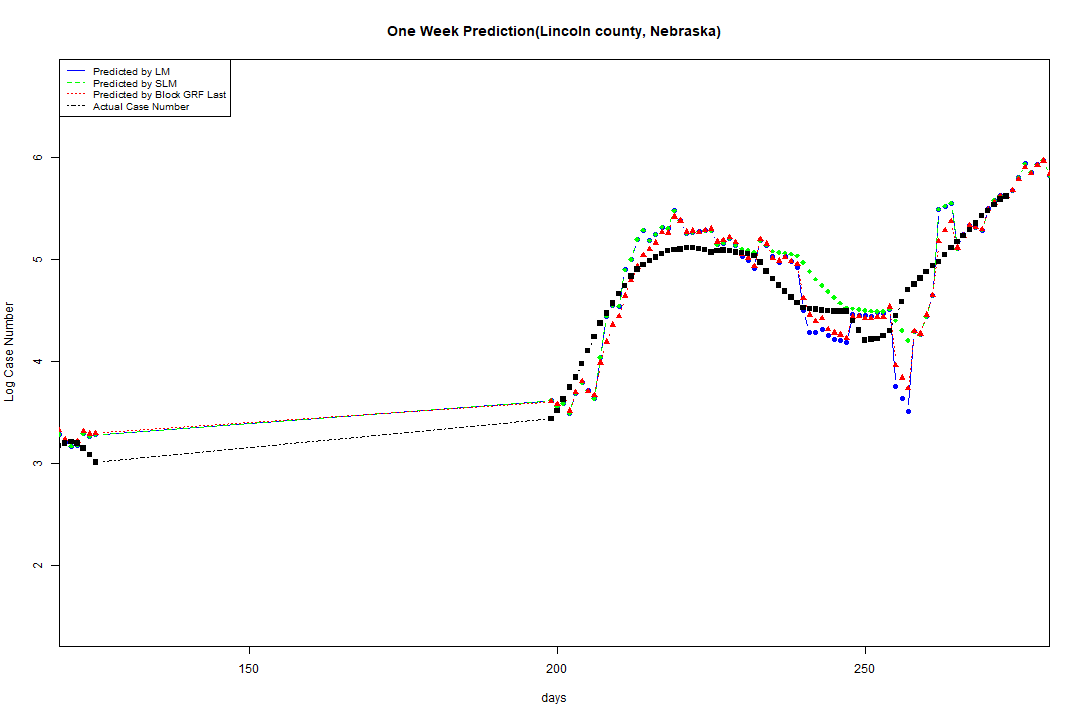 One Week Prediction(Lincoln county, Nebraska)
Predicted by LM
Predicted by SLM
Predicted by Block GRF Last
Actual Case Number
6
5
4
3
2
Log Case Number
150
200
250
days